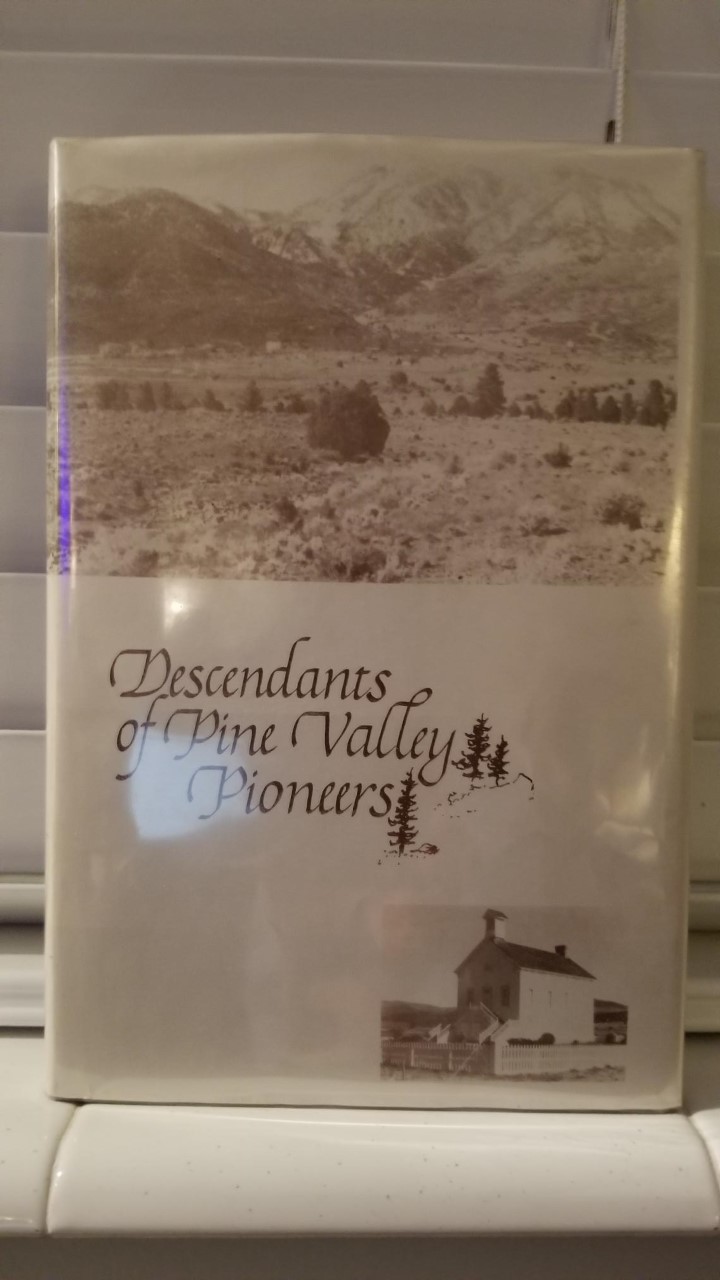 Descendants
of Pine Valley
Pioneers